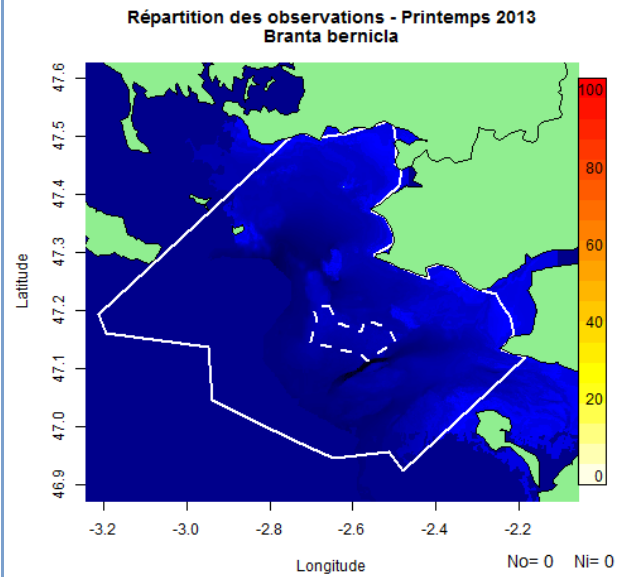 Répartition des observations - Printemps 2013
Branta bernicla
Latitude
47.6
47.5
47.4
47.3
47.2
47.1
47.0
46.9
100
80
60
40
20
0
-3.2 -3.0 -2.8 -2.6 -2.4 -2.2
Longitude
No= 0 Ni= 0